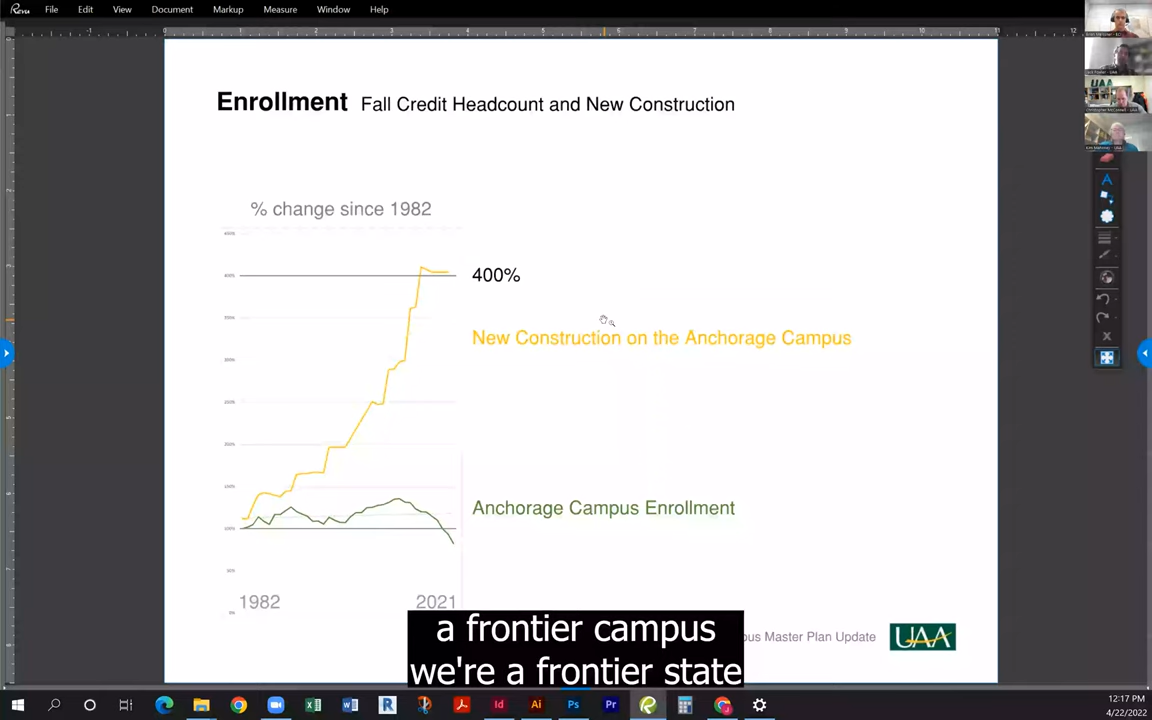 Revu File Edit View Document Markup Measure Window Help
Enrollment Fall Credit Headcount and New Construction
% change since 1982
400%
New Construction on the Anchorage Campus
Anchorage Campus Enrollment
1982 2021
a frontier campus
we're a frontier state
Master Plan Update UAA
12:17 PM
4/22/2022